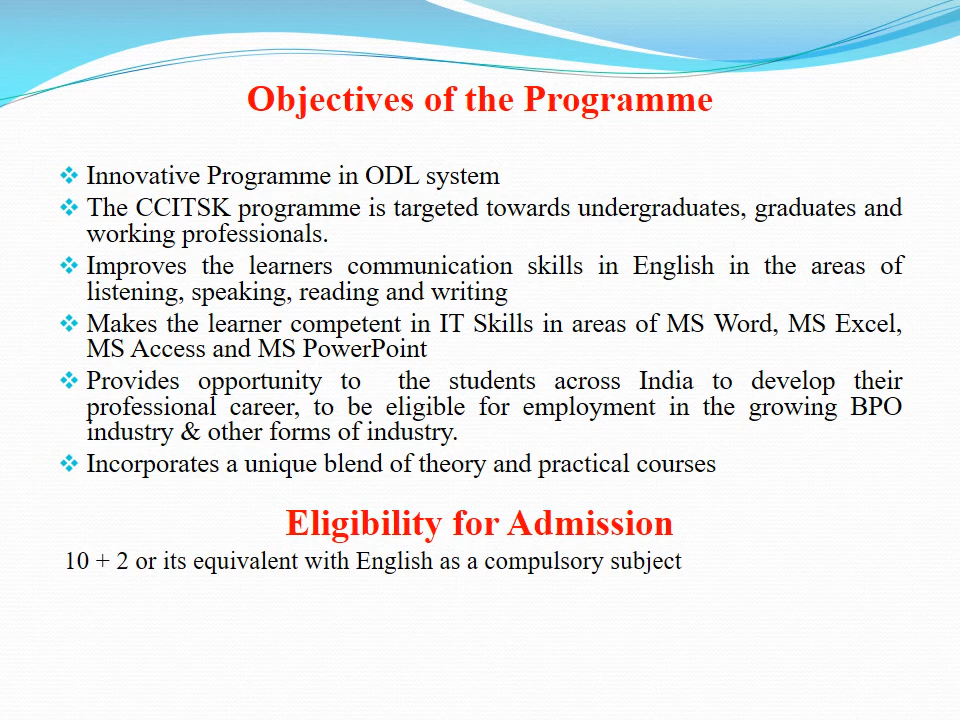 Objectives of the Programme
Innovative Programme in ODL system
The CCITSK programme is targeted towards undergraduates, graduates and
working professionals.
Improves the learners communication skills in English in the areas of
listening, speaking, reading and writing
Makes the learner competent in IT Skills in areas of MS Word, MS Excel,
MS Access and MS PowerPoint
Provides opportunity to the students across India to develop their
professional career, to be eligible for employment in the growing BPO
industry & other forms of industry.
Incorporates a unique blend of theory and practical courses
Eligibility for Admission
10 + 2 or its equivalent with English as a compulsory subject